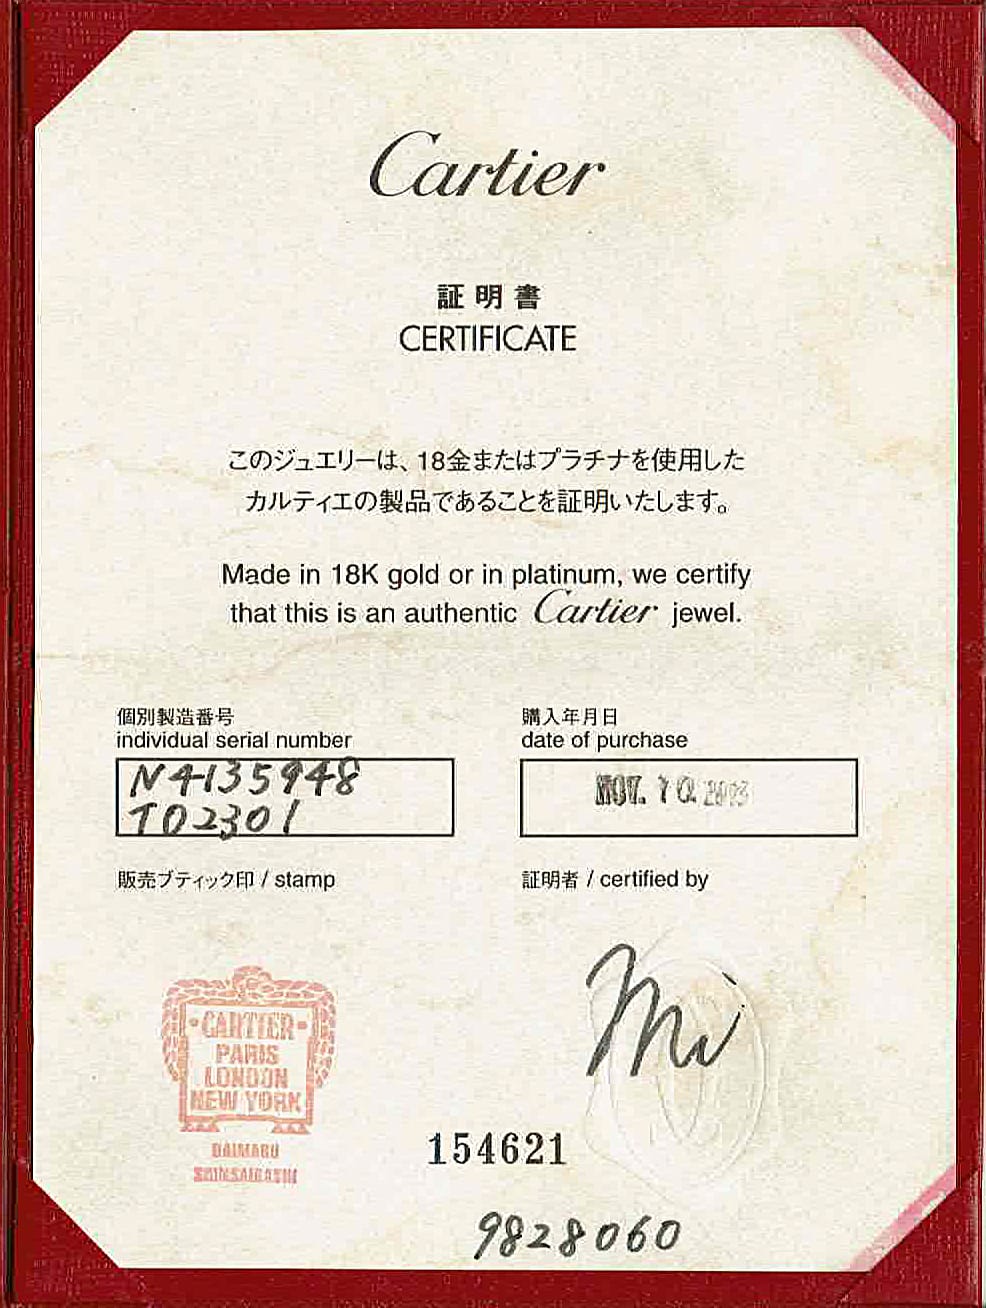 Cartier
証明書
CERTIFICATE
このジュエリーは、18金またはプラチナを使用した
カルティエの製品であることを証明いたします。
Made in 18K gold or in platinum, we certify
that this is an authentic Cartier jewel.
個別製造番号
individual serial number
N4135948
T02301
購入年月日
date of purchase
NOV. 10.
販売ブティック印 / stamp
証明者 / certified by
·CARTIER·
PARIS
LONDON
NEW YORK
DAIMARU
SHINSAIBASHI
154621
9828060